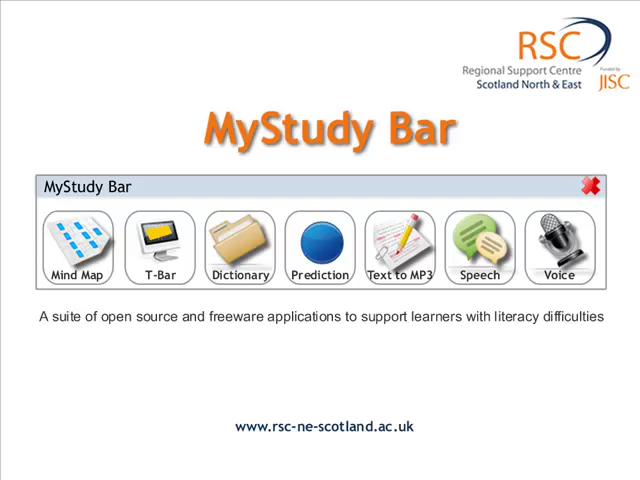 RSC
Regional Support Centre
Scotland North & East
Funded by
JISC
MyStudy Bar
MyStudy Bar
Mind Map
T-Bar
Dictionary
Prediction
Text to MP3
Speech
Voice
A suite of open source and freeware applications to support learners with literacy difficulties
www.rsc-ne-scotland.ac.uk